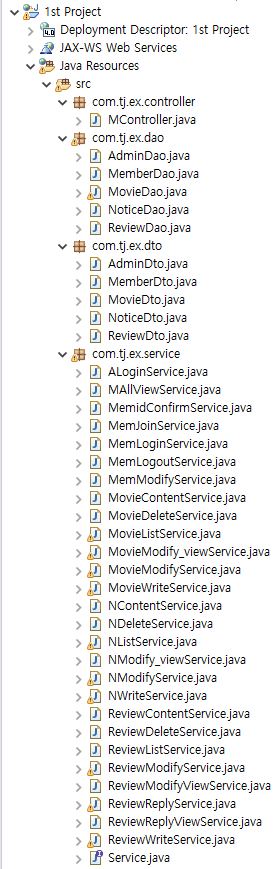 1st Project
Deployment Descriptor: 1st Project
JAX-WS Web Services
Java Resources
src
com.tj.ex.controller
MController.java
com.tj.ex.dao
AdminDao.java
MemberDao.java
MovieDao.java
NoticeDao.java
ReviewDao.java
com.tj.ex.dto
AdminDto.java
MemberDto.java
MovieDto.java
NoticeDto.java
ReviewDto.java
com.tj.ex.service
ALoginService.java
MAllViewService.java
MemidConfirmService.java
MemJoinService.java
MemLoginService.java
MemLogoutService.java
MemModifyService.java
MovieContentService.java
MovieDeleteService.java
MovieListService.java
MovieModify_viewService.java
MovieModifyService.java
MovieWriteService.java
NContentService.java
NDeleteService.java
NListService.java
NModify_viewService.java
NModifyService.java
NWriteService.java
ReviewContentService.java
ReviewDeleteService.java
ReviewListService.java
ReviewModifyService.java
ReviewModifyViewService.java
ReviewReplyService.java
ReviewReplyViewService.java
ReviewWriteService.java
Service.java